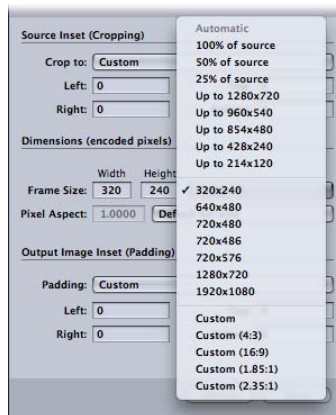 Source Inset (Cropping)
Crop to: Custom
Left: 0
Right: 0
Dimensions (encoded pixels)
Width Height
Frame Size: 320 240
Pixel Aspect: 1.0000
Output Image Inset (Padding)
Padding: Custom
Left: 0
Right: 0
Automatic
100% of source
50% of source
25% of source
Up to 1280x720
Up to 960x540
Up to 854x480
Up to 428x240
Up to 214x120
✓ 320x240
640x480
720x480
720x486
720x576
1280x720
1920x1080
Custom
Custom (4:3)
Custom (16:9)
Custom (1.85:1)
Custom (2.35:1)